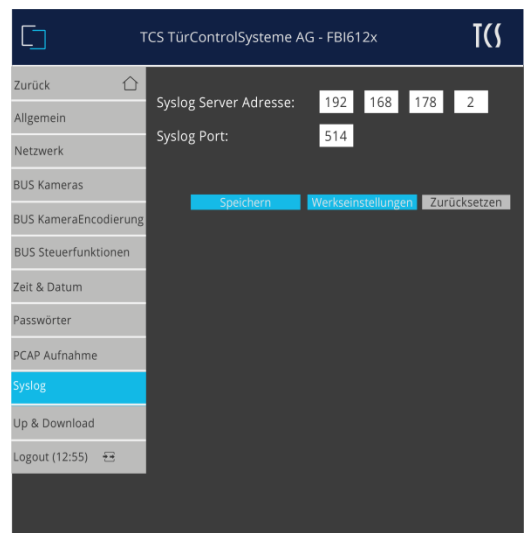 TCS TürControlSysteme AG - FBI612x
TCS
Zurück
Allgemein
Netzwerk
BUS Kameras
BUS KameraEncodierung
BUS Steuerfunktionen
Zeit & Datum
Passwörter
PCAP Aufnahme
Syslog
Up & Download
Logout (12:55)
Syslog Server Adresse: 192 168 178 2
Syslog Port: 514
Speichern Werkseinstellungen Zurücksetzen